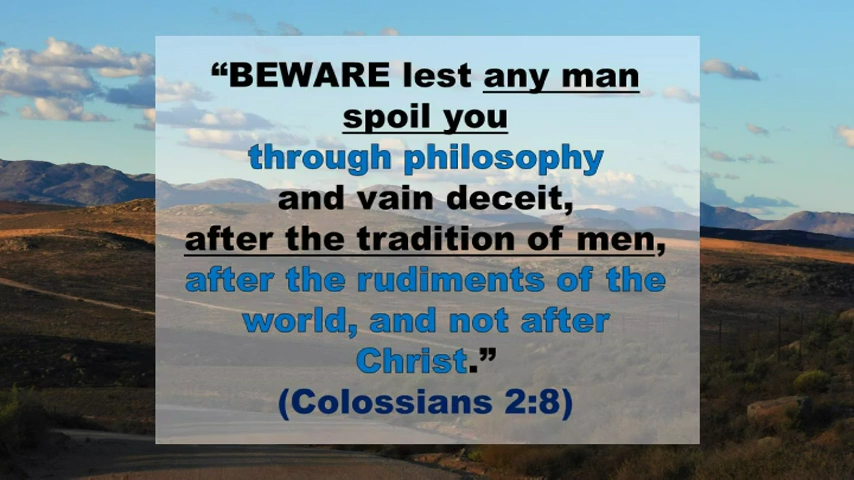 “BEWARE lest any man
spoil you
through philosophy
and vain deceit,
after the tradition of men,
after the rudiments of the
world, and not after
Christ.”
(Colossians 2:8)